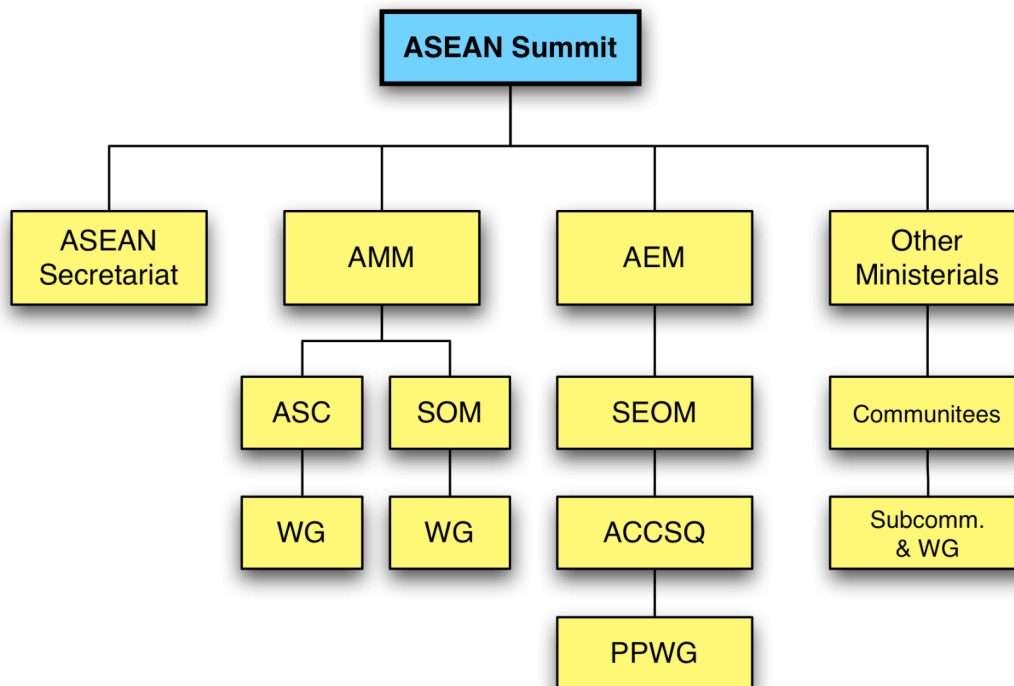 ASEAN Summit
ASEAN
Secretariat
AMM
AEM
Other
Ministerials
ASC
SOM
SEOM
Communitees
WG
WG
ACCSQ
Subcomm.
& WG
PPWG